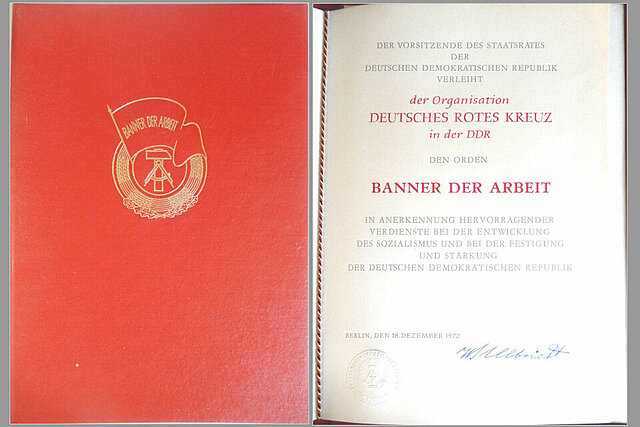 BANNER DER ARBEIT
DER VORSITZENDE DES STAATSRATES
DER
DEUTSCHEN DEMOKRATISCHEN REPUBLIK
VERLEIHT
der Organisation
DEUTSCHES ROTES KREUZ
in der DDR
DEN ORDEN
BANNER DER ARBEIT
IN ANERKENNUNG HERVORRAGENDER
VERDIENSTE BEI DER ENTWICKLUNG
DES SOZIALISMUS UND BEI DER FESTIGUNG
UND STÄRKUNG
DER DEUTSCHEN DEMOKRATISCHEN REPUBLIK
BERLIN, DEN 18. DEZEMBER 1972
W. Ulbricht